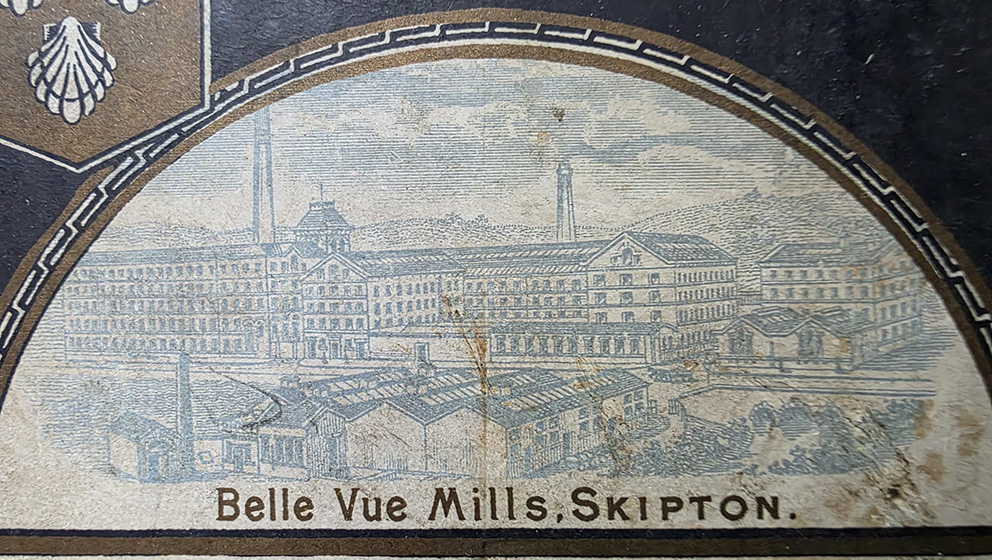 Belle Vue Mills, SKIPTON.